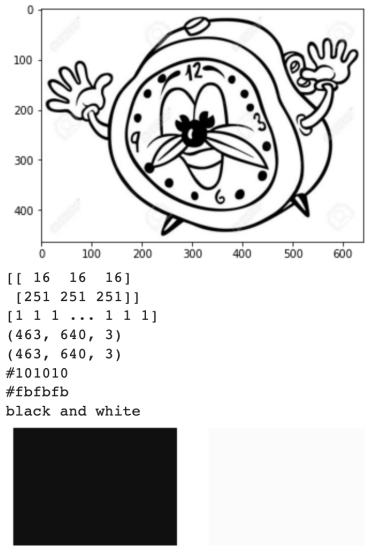 0
100
200
300
400
12
3
9
6
0 100 200 300 400 500 600
[[ 16  16  16]
 [251 251 251]]
[1 1 1 ... 1 1 1]
(463, 640, 3)
(463, 640, 3)
#101010
#fbfbfb
black and white